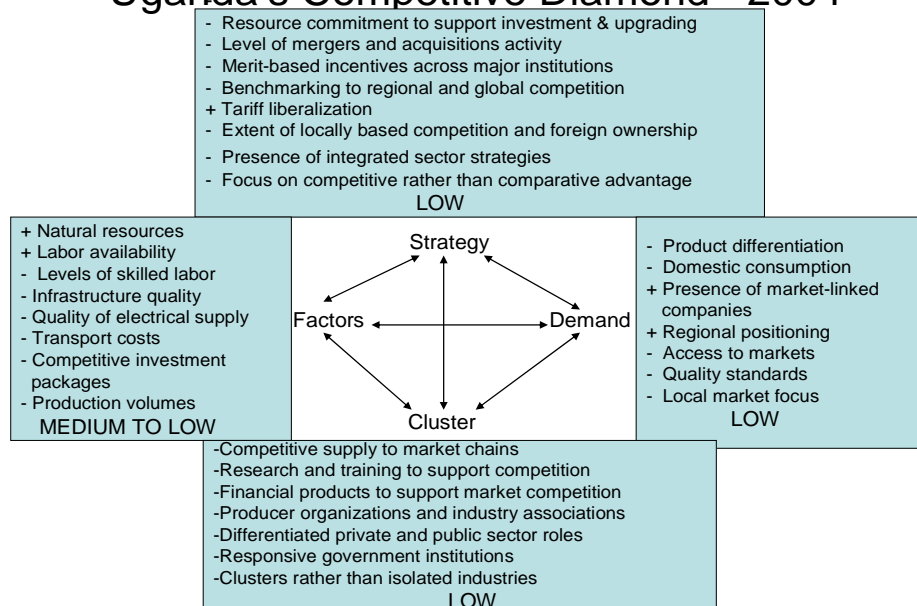 Uganda's Competitive Diamond - 2004
- Resource commitment to support investment & upgrading
- Level of mergers and acquisitions activity
- Merit-based incentives across major institutions
- Benchmarking to regional and global competition
+ Tariff liberalization
- Extent of locally based competition and foreign ownership
- Presence of integrated sector strategies
- Focus on competitive rather than comparative advantage
LOW
+ Natural resources
+ Labor availability
- Levels of skilled labor
- Infrastructure quality
- Quality of electrical supply
- Transport costs
- Competitive investment
packages
- Production volumes
MEDIUM TO LOW
Strategy
Factors
Demand
Cluster
- Product differentiation
- Domestic consumption
+ Presence of market-linked
companies
+ Regional positioning
- Access to markets
- Quality standards
- Local market focus
LOW
-Competitive supply to market chains
-Research and training to support competition
-Financial products to support market competition
-Producer organizations and industry associations
-Differentiated private and public sector roles
-Responsive government institutions
-Clusters rather than isolated industries
LOW